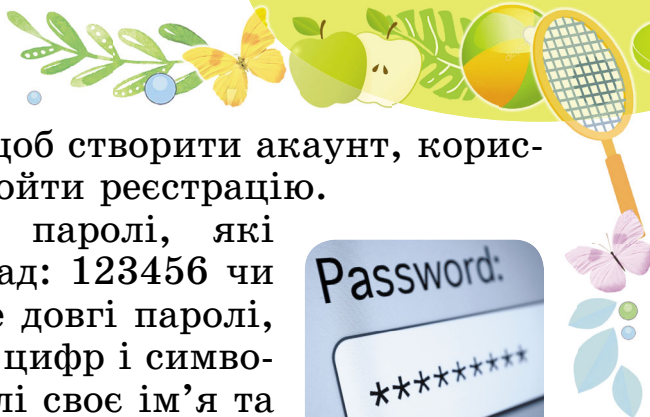 щоб створити акаунт, корис-
ойти реєстрацію.
паролі, які
ад: 123456 чи
е довгі паролі,
цифр і симво-
лі своє ім’я та
Password:
*********